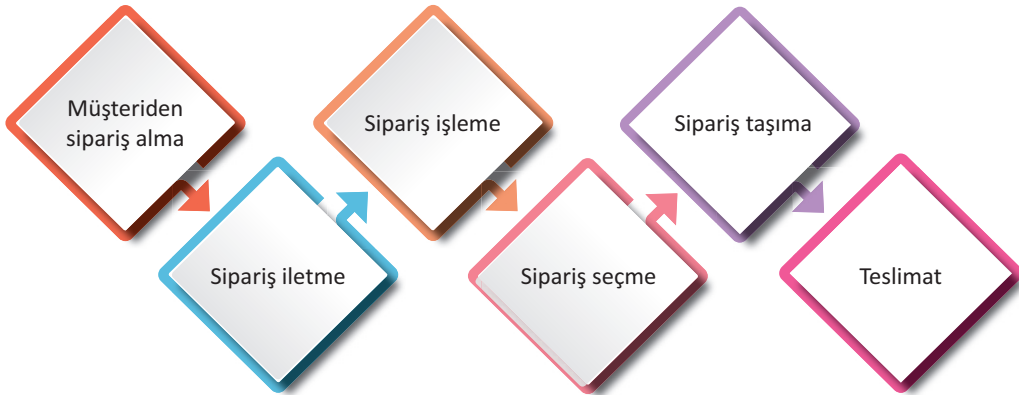 Müşteriden
sipariş alma
Sipariş iletme
Sipariş işleme
Sipariş seçme
Sipariş taşıma
Teslimat